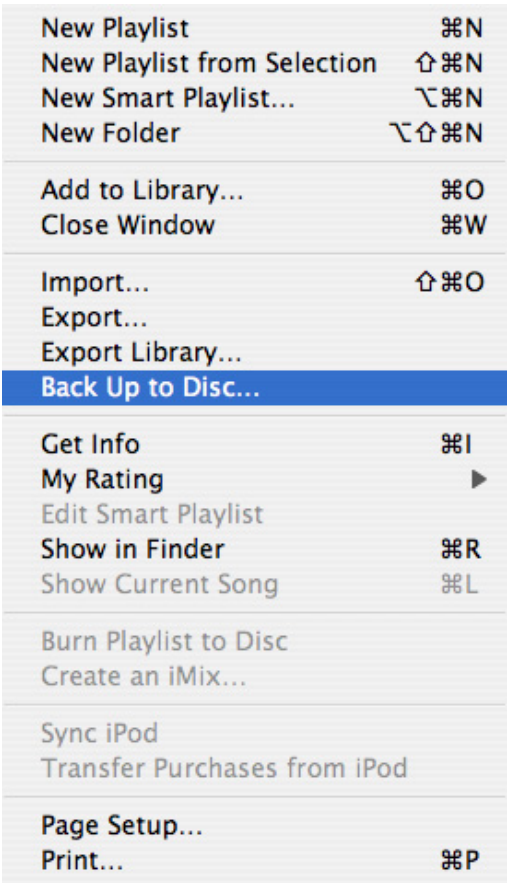 New Playlist ⌘N
New Playlist from Selection ⇧⌘N
New Smart Playlist... ⌥⌘N
New Folder ⌥⇧⌘N
Add to Library... ⌘O
Close Window ⌘W
Import... ⇧⌘O
Export...
Export Library...
Back Up to Disc...
Get Info ⌘I
My Rating
Edit Smart Playlist
Show in Finder ⌘R
Show Current Song ⌘L
Burn Playlist to Disc
Create an iMix...
Sync iPod
Transfer Purchases from iPod
Page Setup...
Print... ⌘P